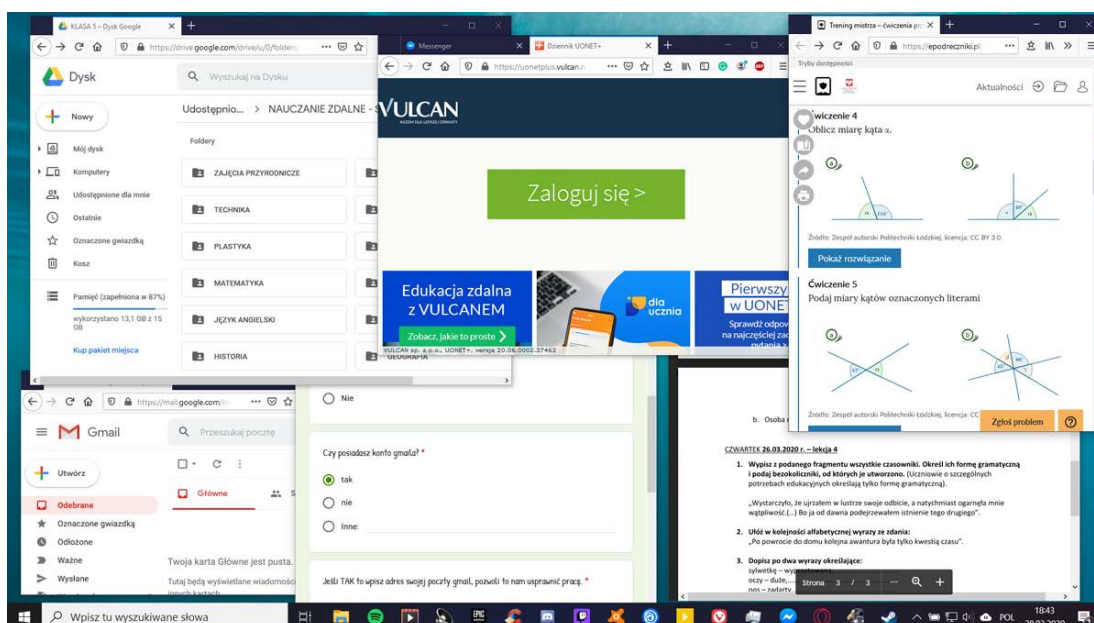 KLASA 5 – Dysk Google
https://drive.google.com/drive/u/0/folders
Dysk
Wyszukaj na Dysku
Nowy
Mój dysk
Komputery
Udostępnione dla mnie
Ostatnie
Oznaczone gwiazdką
Kosz
Pamięć (zapełniona w 87%)
wykorzystano 13,1 GB z 15
GB
Kup pakiet miejsca
Udostępnio... > NAUCZANIE ZDALNE - S
Foldery
ZAJĘCIA PRZYRODNICZE
TECHNIKA
PLASTYKA
MATEMATYKA
JĘZYK ANGIELSKI
HISTORIA
GEOGRAFIA
Messenger
Dziennik UONET+
https://uonetplus.vulcan.n
VULCAN
Zaloguj się >
Edukacja zdalna
z VULCANEM
Zobacz, jakie to proste
dla
ucznia
Pierwszy
w UONE
Sprawdź odpow
na najczęściej zad
pytania >
VULCAN sp. z o.o., UONET+, wersja 20.06.0002.37463
Trening mistrza – ćwiczenia prz
https://epodreczniki.pl
Tryby dostępności
Aktualności
Ćwiczenie 4
Oblicz miarę kąta α.
a
b
Źródło: Zespół autorski Politechniki Łódzkiej, licencja: CC BY 3.0.
Pokaż rozwiązanie
Ćwiczenie 5
Podaj miary kątów oznaczonych literami
a
b
Źródło: Zespół autorski Politechniki Łódzkiej, licencja: CC
Zgłoś problem
https://mail.google.com/
Gmail
Przeszukaj pocztę
Utwórz
Odebrane
Oznaczone gwiazdką
Odłożone
Ważne
Wysłane
Główne
S
Twoja karta Główne jest pusta.
Tutaj będą wyświetlane wiadomości
innych kartach
Nie
Czy posiadasz konto gmaila? *
tak
nie
Inne:
Jeśli TAK to wpisz adres swojej poczty gmail, pozwoli to nam usprawnić pracę. *
b. Osoba
CZWARTEK 26.03.2020 r. – lekcja 4
1. Wypisz z podanego fragmentu wszystkie czasowniki. Określ ich formę gramatyczną
i podaj bezokoliczniki, od których je utworzono. (Uczniowie o szczególnych
potrzebach edukacyjnych określają tylko formę gramatyczną).
„Wystarczyło, że ujrzałem w lustrze swoje odbicie, a natychmiast ogarnęła mnie
wątpliwość.(...) Bo ja od dawna podejrzewałem istnienie tego drugiego”.
2. Ułóż w kolejności alfabetycznej wyrazy ze zdania:
„Po powrocie do domu kolejna awantura była tylko kwestią czasu”.
3. Dopisz po dwa wyrazy określające:
sylwetkę –
oczy – duże,
nos – zadarty
Strona 3 / 3
Wpisz tu wyszukiwane słowa
POL
18:43